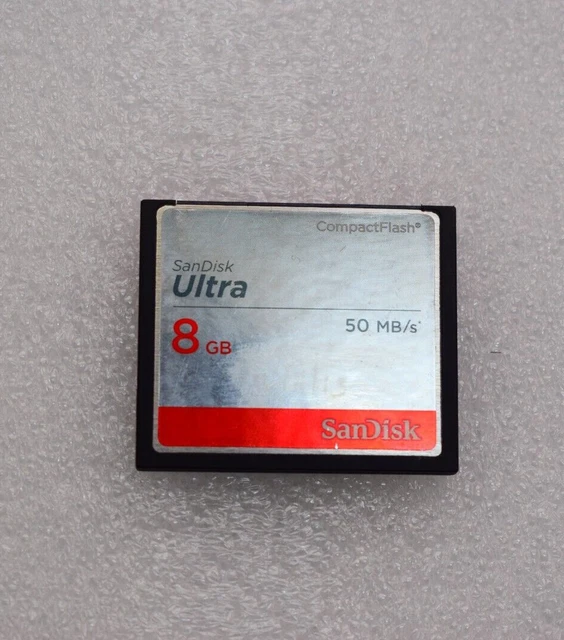 CompactFlash®
SanDisk
Ultra
8 GB
50 MB/s*
SanDisk